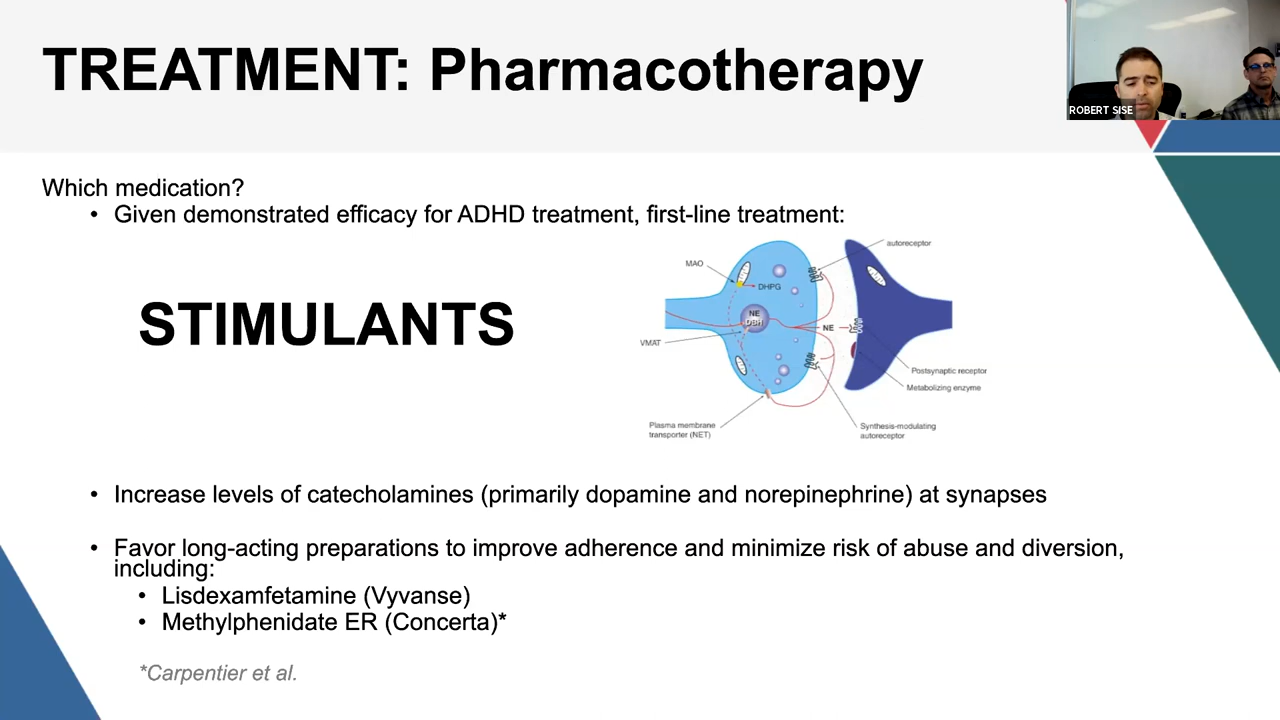 TREATMENT: Pharmacotherapy
ROBERT SISE
Which medication?
• Given demonstrated efficacy for ADHD treatment, first-line treatment:
STIMULANTS
autoreceptor
MAO
DHPG
NE
DBH
NE
VMAT
Postsynaptic receptor
Metabolizing enzyme
Plasma membrane
transporter (NET)
Synthesis-modulating
autoreceptor
• Increase levels of catecholamines (primarily dopamine and norepinephrine) at synapses
• Favor long-acting preparations to improve adherence and minimize risk of abuse and diversion,
including:
• Lisdexamfetamine (Vyvanse)
• Methylphenidate ER (Concerta)*
*Carpentier et al.